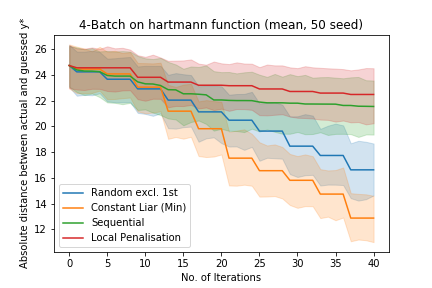 4-Batch on hartmann function (mean, 50 seed)
Absolute distance between actual and guessed y*
26
24
22
20
18
16
14
12
Random excl. 1st
Constant Liar (Min)
Sequential
Local Penalisation
0 5 10 15 20 25 30 35 40
No. of Iterations